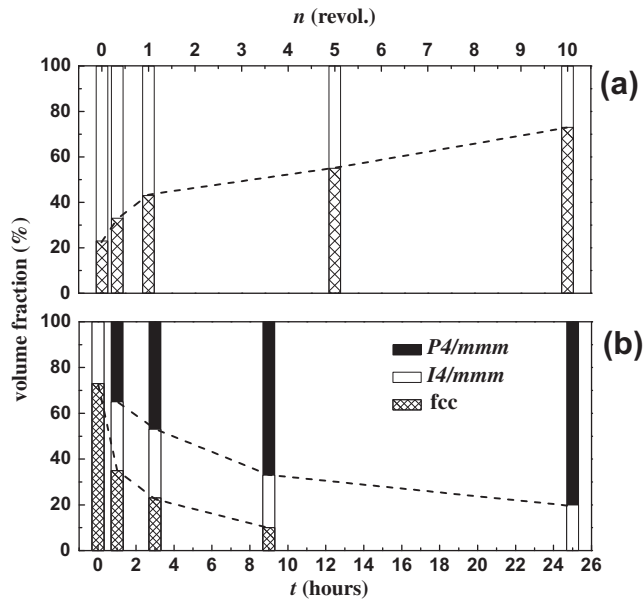 n (revol.)
0 1 2 3 4 5 6 7 8 9 10
100
80
60
40
20
0
(a)
volume fraction (%)
100
80
60
40
20
0
(b)
P4/mmm
I4/mmm
fcc
0 2 4 6 8 10 12 14 16 18 20 22 24 26
t (hours)